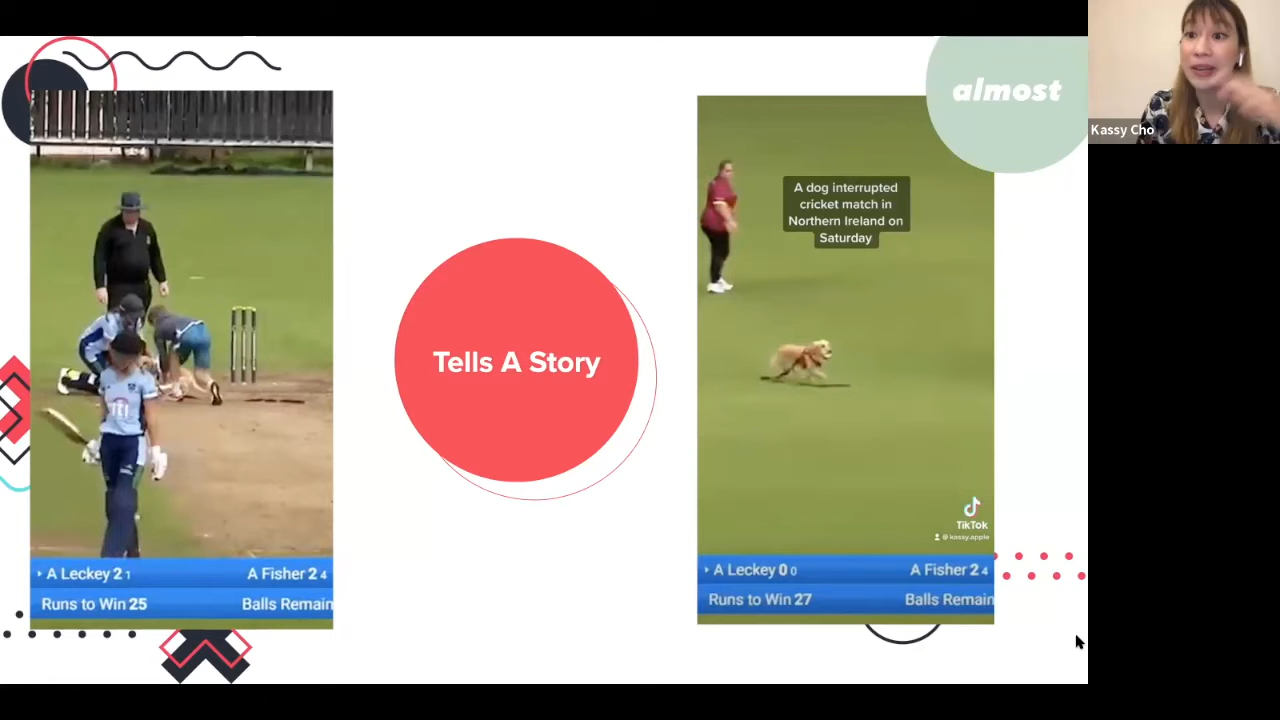 almost
Kassy Cho
A dog interrupted
cricket match in
Northern Ireland on
Saturday
Tells A Story
TikTok
@kassy.apple
A Leckey 2 1 A Fisher 2 4
Runs to Win 25 Balls Remain
A Leckey 0 0 A Fisher 2 4
Runs to Win 27 Balls Remain